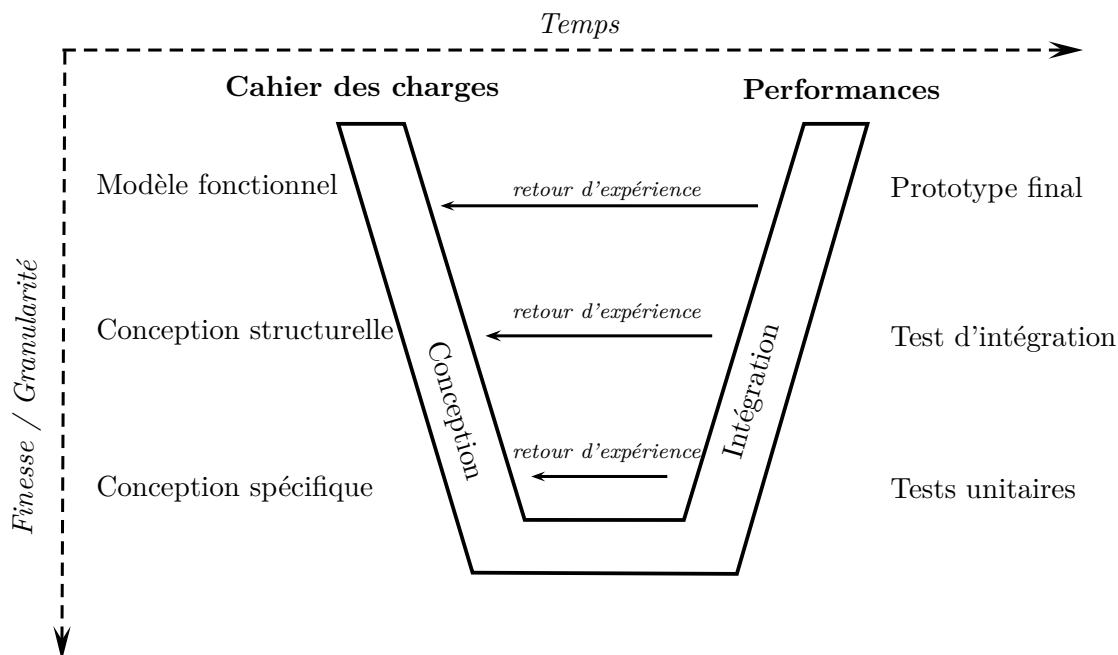 Temps
Cahier des charges
Performances
Modèle fonctionnel
retour d'expérience
Prototype final
Finesse / Granularité
Conception structurelle
retour d'expérience
Test d'intégration
Conception
Intégration
retour d'expérience
Conception spécifique
Tests unitaires